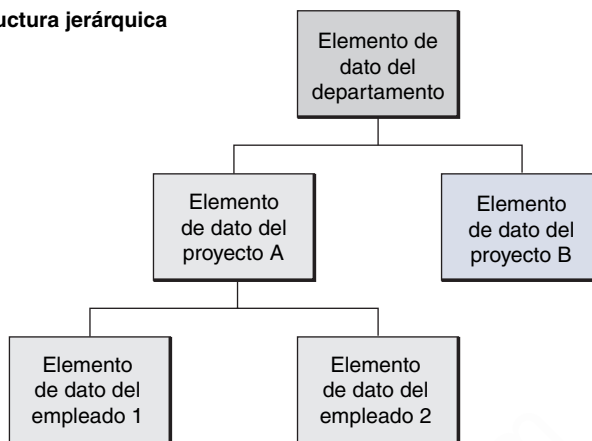 jerárquica
Elemento de
dato del
departamento
Elemento
de dato del
proyecto A
Elemento
de dato del
proyecto B
Elemento
de dato del
empleado 1
Elemento
de dato del
empleado 2